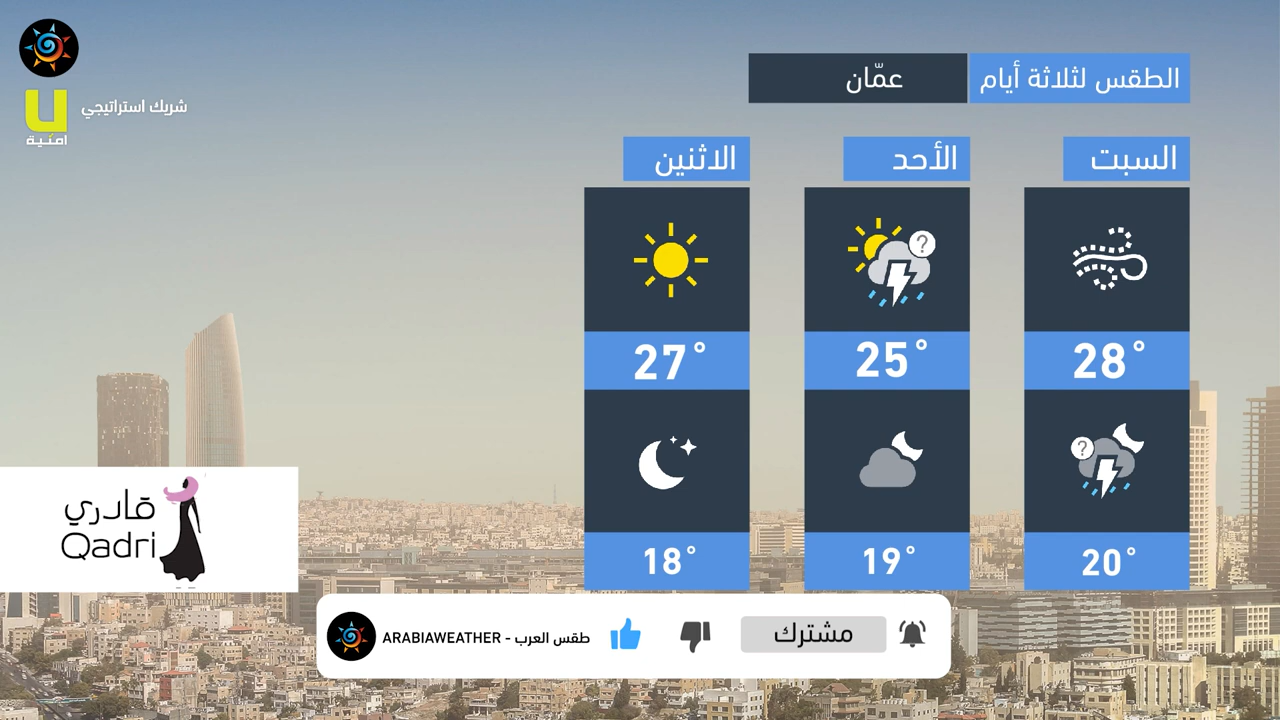 الطقس لثلاثة أيام
عمّان
شريك استراتيجي
امنية
السبت
الأحد
الاثنين
?
28°
25°
27°
?
20°
19°
18°
قادري
Qadri
طقس العرب - ARABIAWEATHER
مشترك